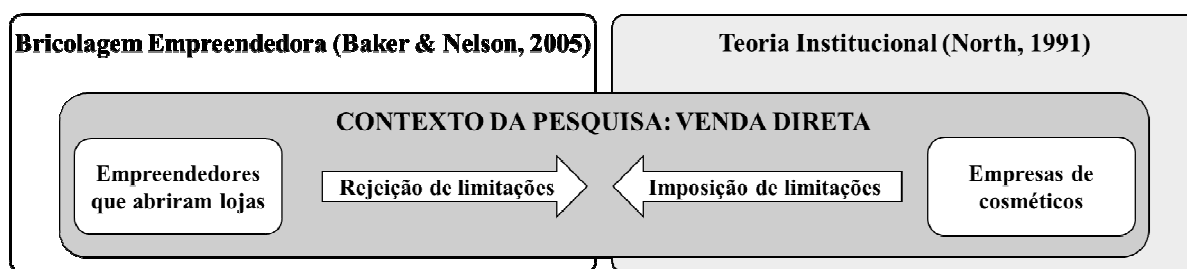 Bricolagem Empreendedora (Baker & Nelson, 2005)
Teoria Institucional (North, 1991)
CONTEXTO DA PESQUISA: VENDA DIRETA
Empreendedores
que abriram lojas
Rejeição de limitações
Imposição de limitações
Empresas de
cosméticos